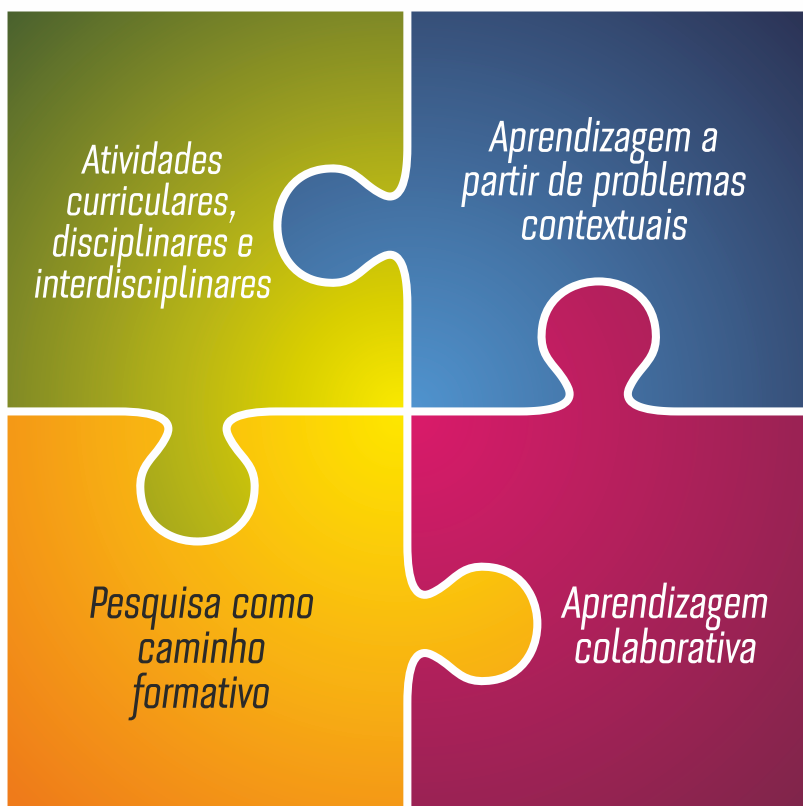 Atividades
curriculares,
disciplinares e
interdisciplinares
Aprendizagem a
partir de problemas
contextuais
Pesquisa como
caminho
formativo
Aprendizagem
colaborativa